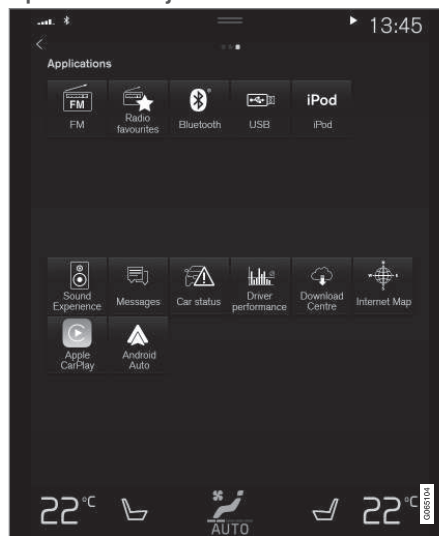 13:45
Applications
FM
FM
Radio
favourites
Bluetooth
USB
iPod
iPod
Sound
Experience
Messages
Car status
Driver
performance
Download
Centre
Internet Map
Apple
CarPlay
Android
Auto
22°C
AUTO
22°C
G065104